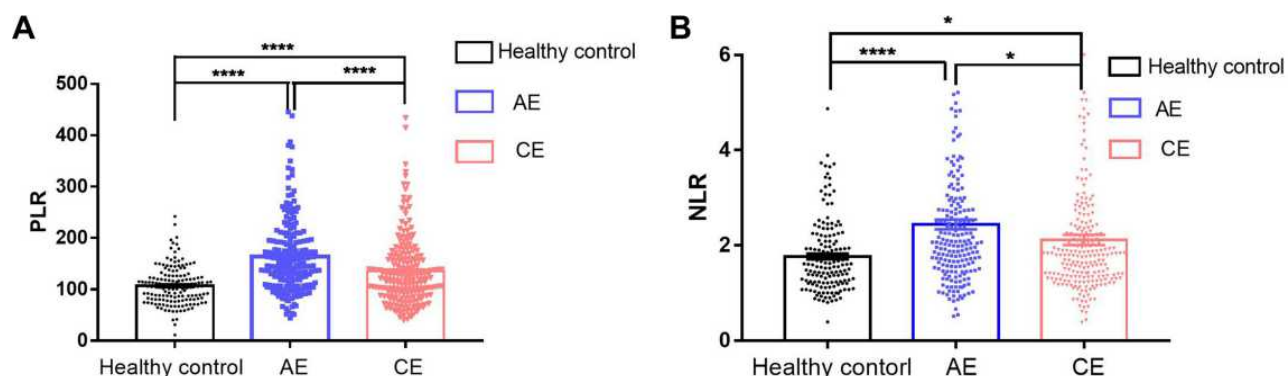 A
****
****
****
Healthy control
AE
CE
500
400
300
200
100
0
PLR
Healthy control
AE
CE
B
*
****
*
Healthy control
AE
CE
6
4
2
0
NLR
Healthy contorl
AE
CE